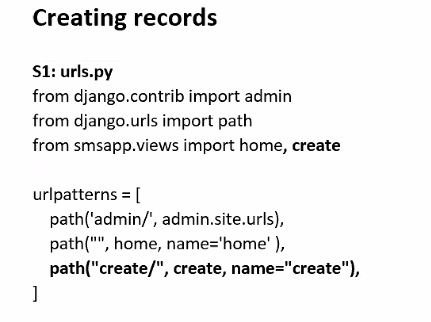 Creating records
S1: urls.py
from django.contrib import admin
from django.urls import path
from smsapp.views import home, create
urlpatterns = [
path('admin/', admin.site.urls),
path("", home, name='home' ),
path("create/", create, name="create"),
]